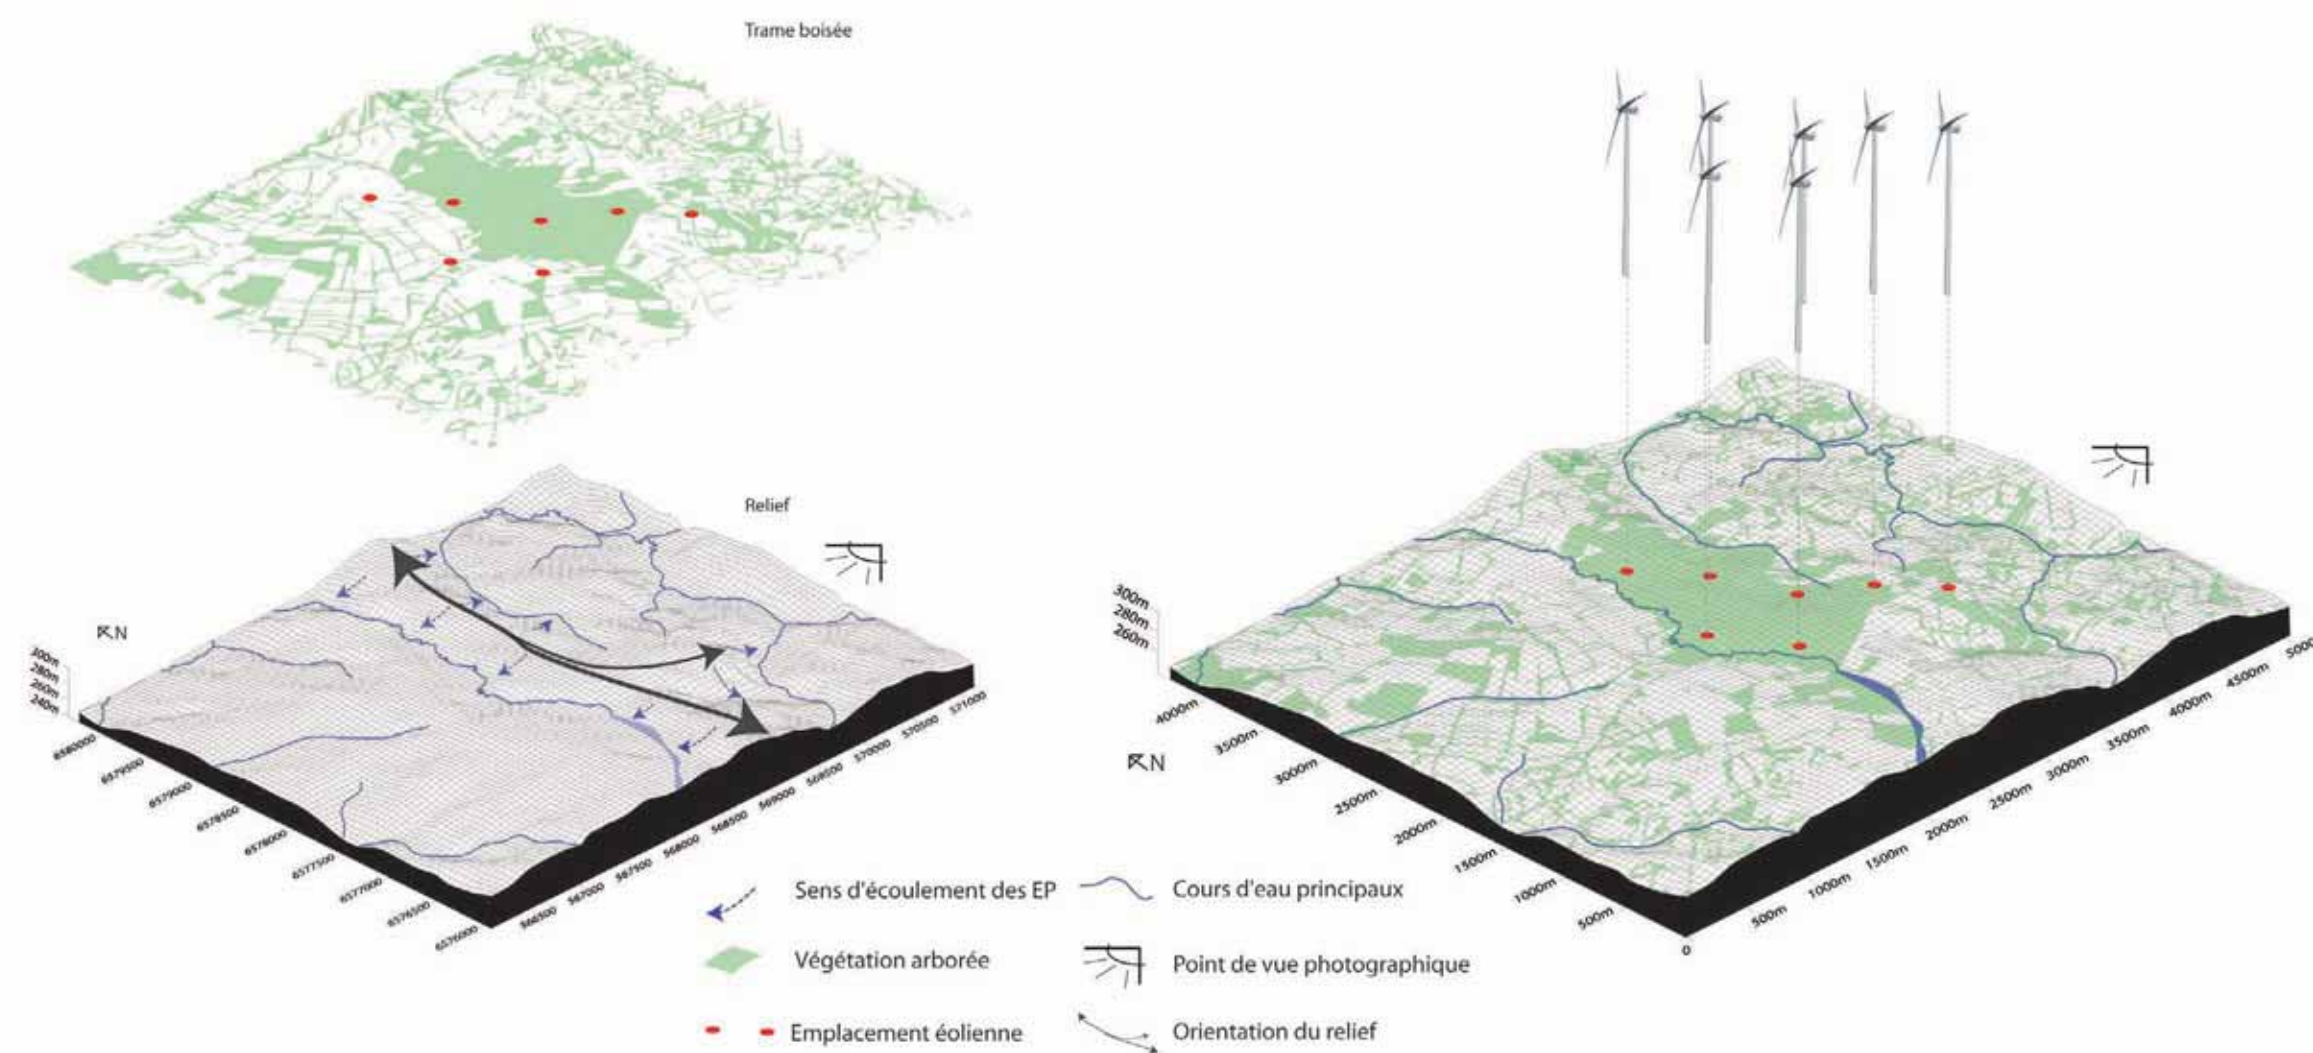 Trame boisée
Relief
N
300m
280m
260m
240m
6580000
6579500
6579000
6578500
6578000
6577500
6577000
6576500
6576000
566500
567000
567500
568000
568500
569000
569500
570000
570500
571000
300m
280m
260m
N
4000m
3500m
3000m
2500m
2000m
1500m
1000m
500m
0
500m
1000m
1500m
2000m
2500m
3000m
3500m
4000m
4500m
5000
Sens d'écoulement des EP
Cours d'eau principaux
Végétation arborée
Point de vue photographique
Emplacement éolienne
Orientation du relief